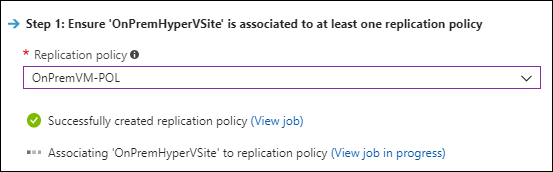 Step 1: Ensure 'OnPremHyperVSite' is associated to at least one replication policy
* Replication policy
OnPremVM-POL
Successfully created replication policy (View job)
Associating 'OnPremHyperVSite' to replication policy (View job in progress)